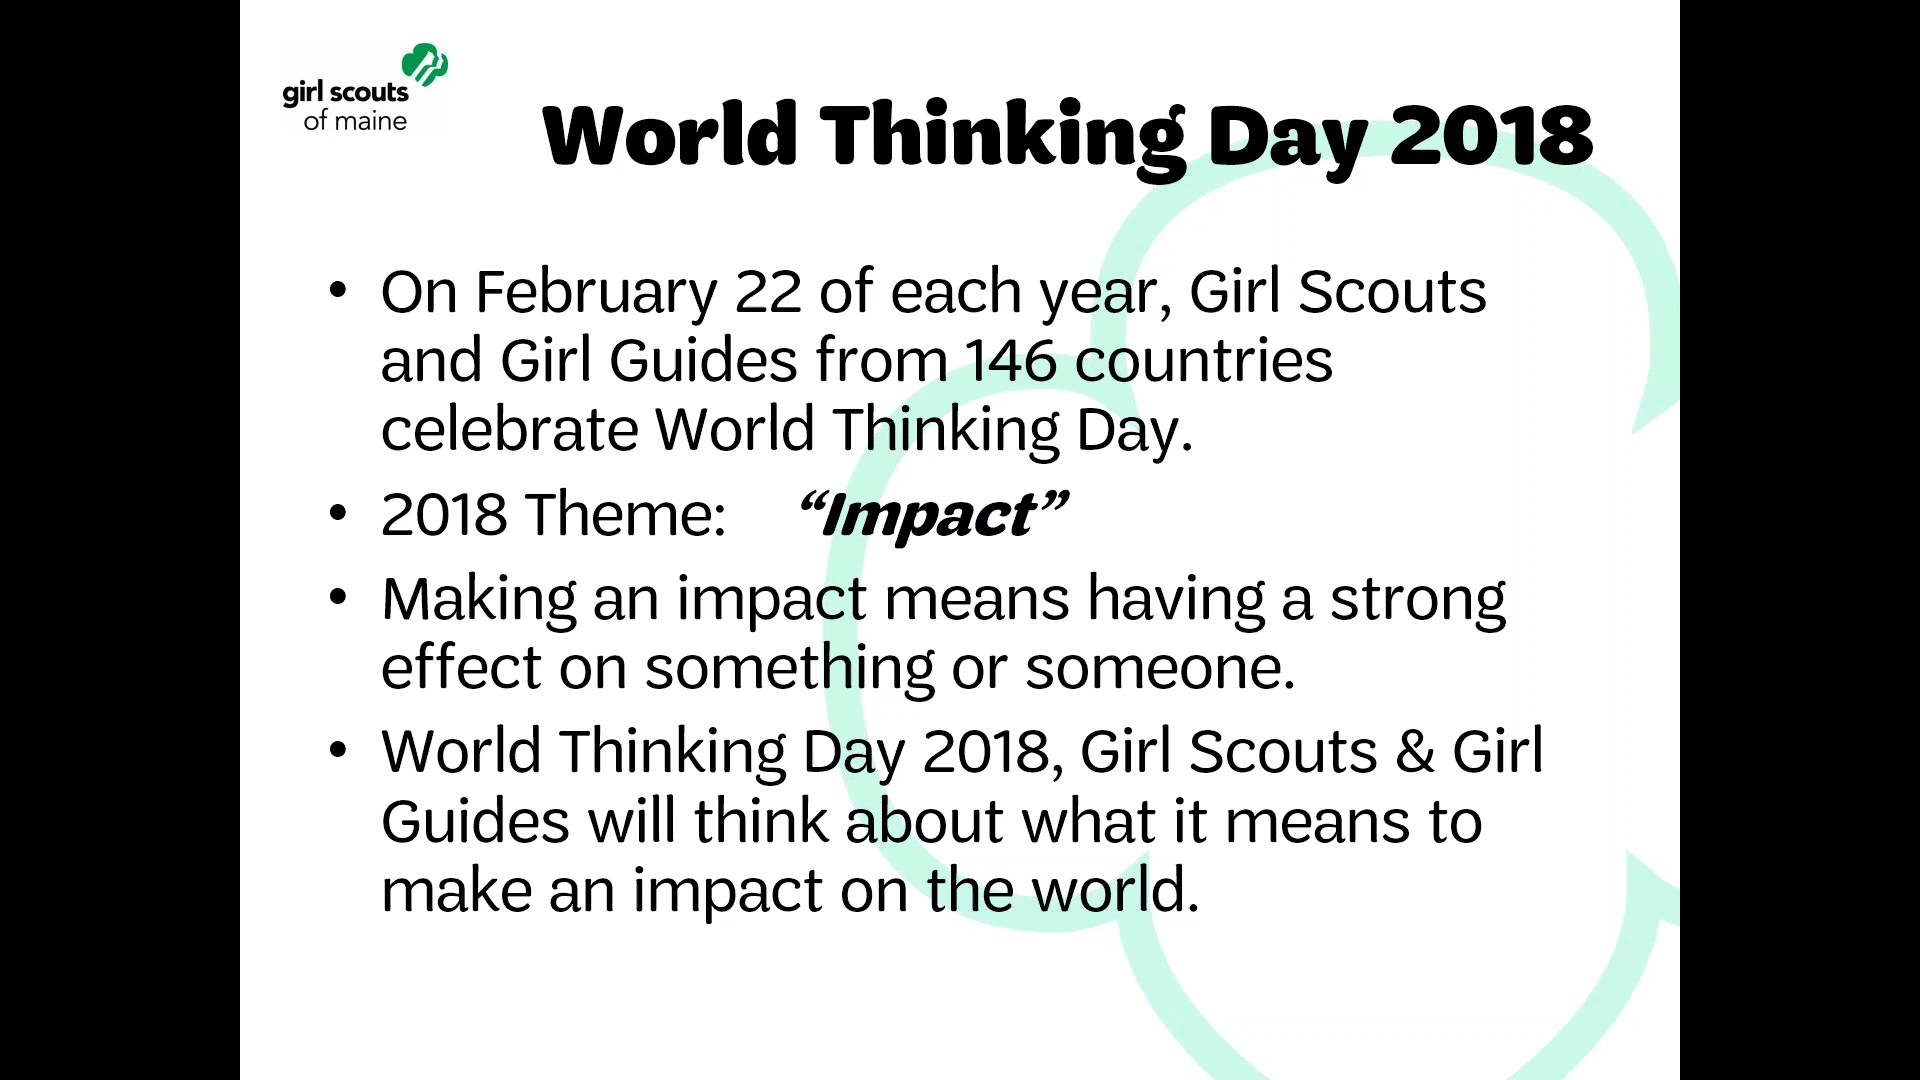 girl scouts
of maine
World Thinking Day 2018
• On February 22 of each year, Girl Scouts
and Girl Guides from 146 countries
celebrate World Thinking Day.
• 2018 Theme: “Impact”
• Making an impact means having a strong
effect on something or someone.
• World Thinking Day 2018, Girl Scouts & Girl
Guides will think about what it means to
make an impact on the world.